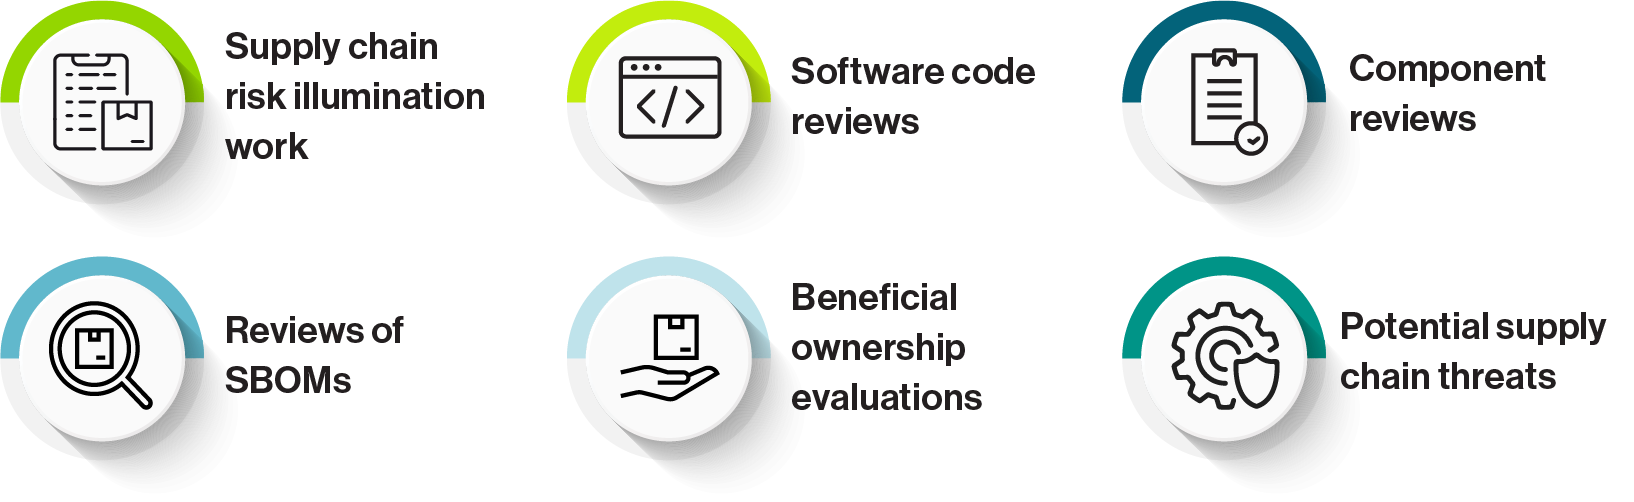 Supply chain
risk illumination
work
Software code
reviews
Component
reviews
Reviews of
SBOMs
Beneficial
ownership
evaluations
Potential supply
chain threats